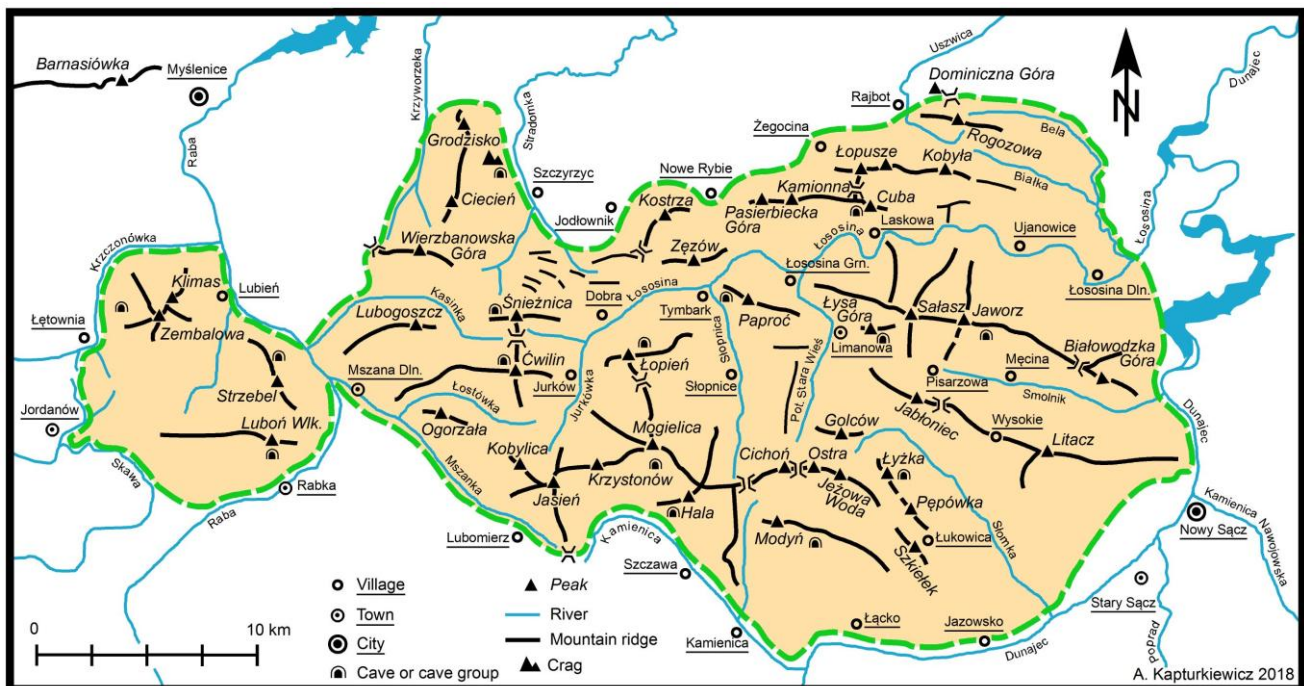 Barnasiówka
Myślenice
Raba
Krzyworzeka
Stradomka
Uszwica
Dunajec
Dominiczna Góra
Rajbot
Rogozowa
Bela
Żegocina
Grodzisko
Łopusze
Kobyła
Białka
Szczyrzyc
Nowe Rybie
Ciecień
Jodłownik
Kostrza
Kamionna
Cuba
Pasierbiecka
Góra
Laskowa
Łososina
Krzczonówka
Wierzbanowska
Góra
Zęzów
Łososina
Ujanowice
Klimas
Lubień
Łososina Grn.
Łososina Dln.
Kasinka
Śnieżnica
Dobra
Łososina
Łętownia
Zembalowa
Lubogoszcz
Tymbark
Paproć
Łysa
Góra
Sałasz
Jaworz
Słopnica
Limanowa
Białowodzka
Góra
Łopień
Mszana Dln.
Ćwilin
Jurków
Słopnice
Pot. Stara Wieś
Pisarzowa
Męcina
Strzebel
Łostówka
Jurkówka
Smolnik
Jordanów
Luboń Wlk.
Ogorzała
Jabłoniec
Wysokie
Dunajec
Mogielica
Golców
Kobylica
Cichoń
Ostra
Łyżka
Litacz
Skawa
Rabka
Mszanka
Krzystonów
Jasień
Jeżowa
Woda
Raba
Hala
Pępówka
Słomka
Kamienica
Nawojowska
Nowy Sącz
Lubomierz
Kamienica
Modyń
Szkiełek
Łukowica
Szczawa
Stary Sącz
Kamienica
Łącko
Jazowsko
Dunajec
Poprad
0 10 km
Village
Town
City
Cave or cave group
Peak
River
Mountain ridge
Crag
N
A. Kapturkiewicz 2018